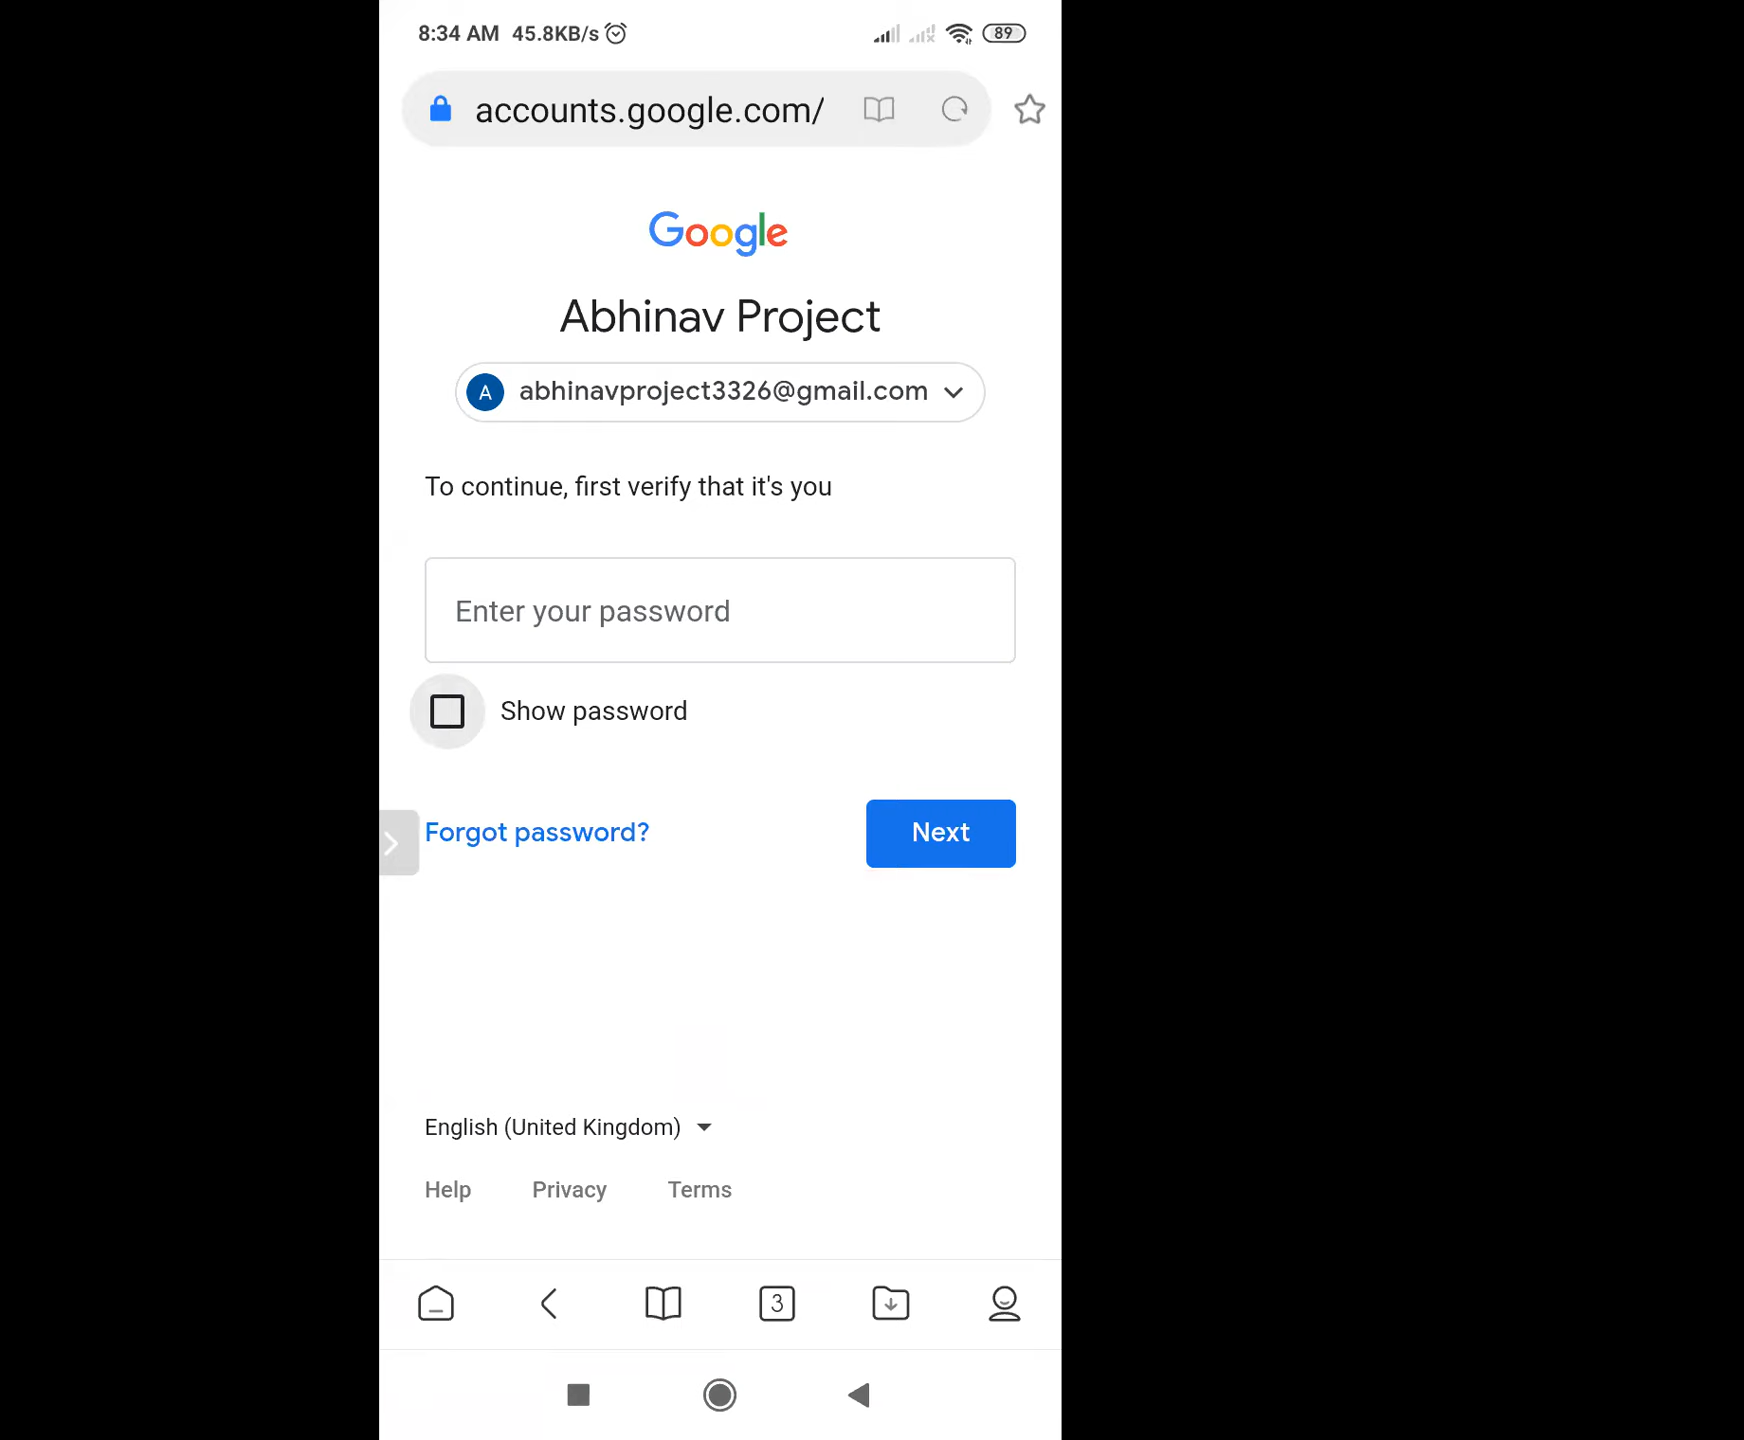 8:34 AM 45.8KB/s 89
accounts.google.com/
Google
Abhinav Project
A abhinavproject3326@gmail.com
To continue, first verify that it's you
Enter your password
Show password
Forgot password? Next
English (United Kingdom)
Help Privacy Terms
3